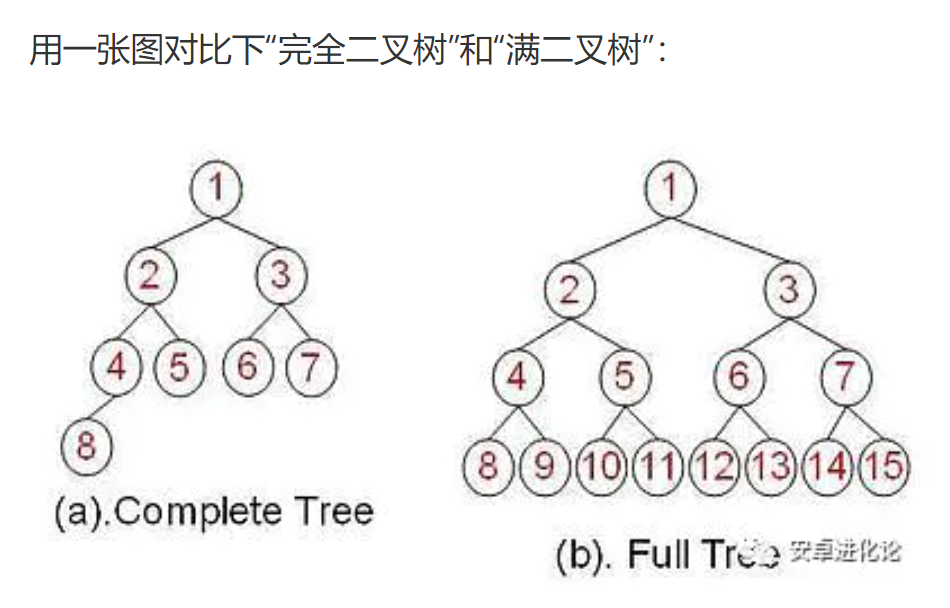 用一张图对比下“完全二叉树”和“满二叉树”：
1
2 3
4 5 6 7
8
(a).Complete Tree
1
2 3
4 5 6 7
8 9 10 11 12 13 14 15
(b). Full Tree
安卓进化论